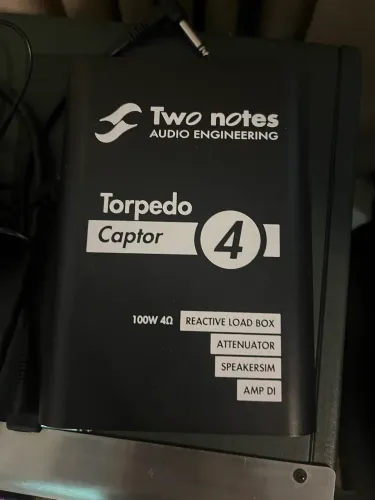 Two notes
AUDIO ENGINEERING
Torpedo
Captor 4
100W 4Ω REACTIVE LOAD BOX
ATTENUATOR
SPEAKERSIM
AMP DI